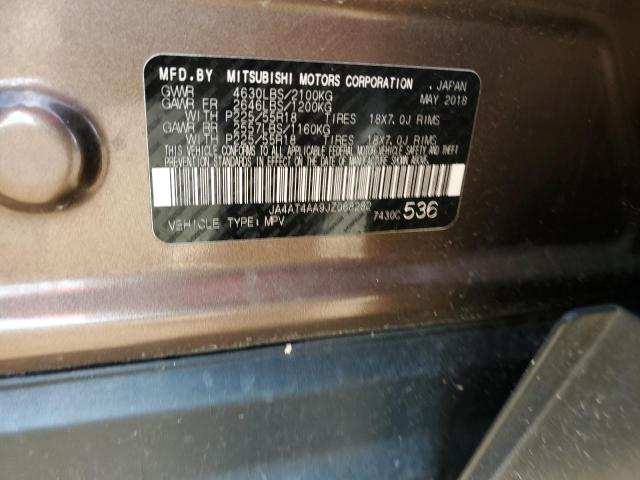 MFD.BY MITSUBISHI MOTORS CORPORATION , JAPAN
GVWR 4630LBS/2100KG MAY 2018
GAWR FR 2646LBS/1200KG
WITH P225/55R18 TIRES 18X7.0J RIMS
GAWR RR 2557LBS/1160KG
WITH P225/55R18 TIRES 18X7.0J RIMS
THIS VEHICLE CONFORMS TO ALL APPLICABLE FEDERAL MOTOR VEHICLE SAFETY AND THEFT
PREVENTION STANDARDS IN EFFECT ON THE DATE OF MANUFACTURE SHOWN ABOVE.
VEHICLE TYPE: MPV 7430C 536